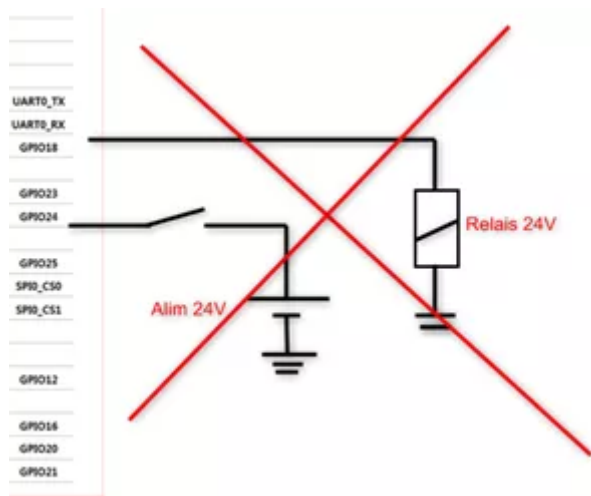 UART0_TX
UART0_RX
GPIO18
GPIO23
GPIO24
Relais 24V
GPIO25
SPI0_CS0
Alim 24V
SPI0_CS1
GPIO12
GPIO16
GPIO20
GPIO21